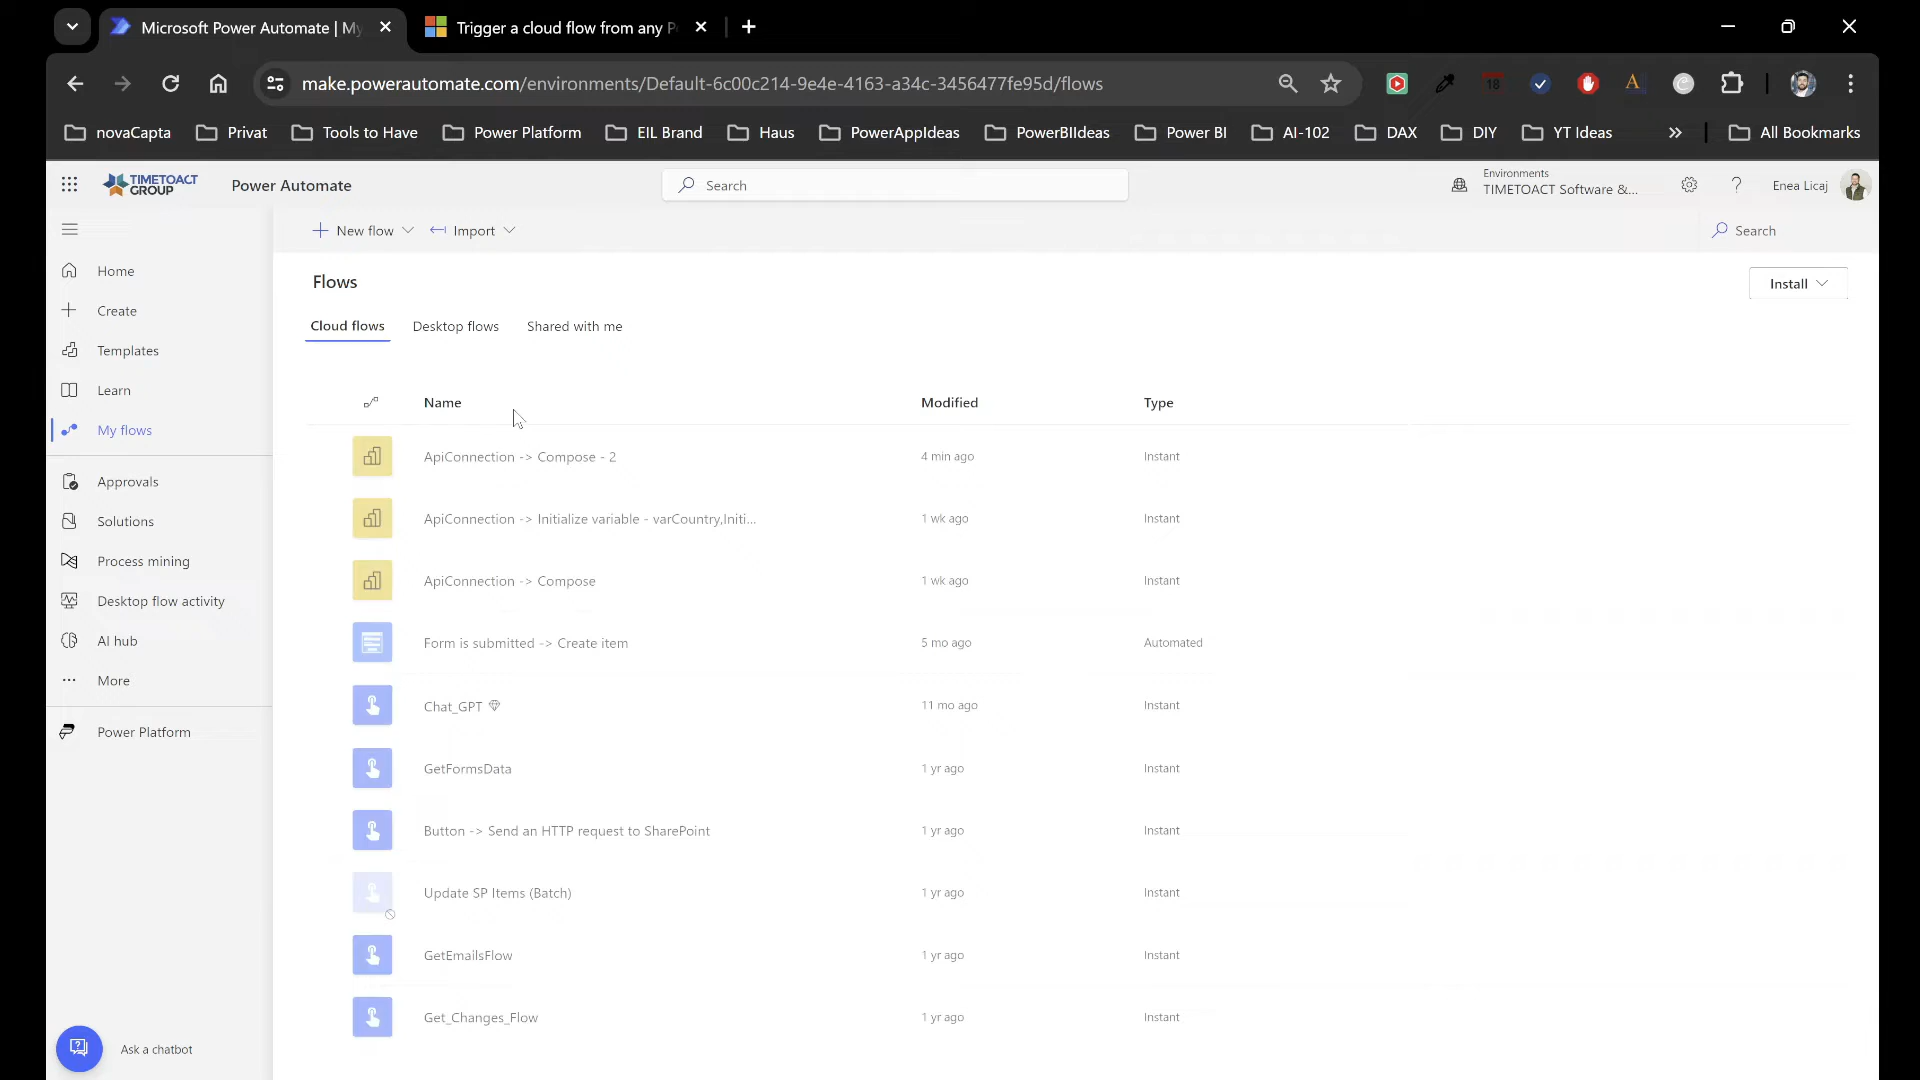 Microsoft Power Automate | My
Trigger a cloud flow from any P
make.powerautomate.com/environments/Default-6c00c214-9e4e-4163-a34c-3456477fe95d/flows
18
A
novaCapta
Privat
Tools to Have
Power Platform
EIL Brand
Haus
PowerAppIdeas
PowerBIIdeas
Power BI
AI-102
DAX
DIY
YT Ideas
»
All Bookmarks
TIMETOACT
GROUP
Power Automate
Search
Environments
TIMETOACT Software &...
?
Enea Licaj
New flow
Import
Search
Home
Create
Templates
Learn
My flows
Approvals
Solutions
Process mining
Desktop flow activity
AI hub
More
Power Platform
Ask a chatbot
Flows
Install
Cloud flows
Desktop flows
Shared with me
Name
Modified
Type
ApiConnection -> Compose - 2
4 min ago
Instant
ApiConnection -> Initialize variable - varCountry,Initi...
1 wk ago
Instant
ApiConnection -> Compose
1 wk ago
Instant
Form is submitted -> Create item
5 mo ago
Automated
Chat_GPT
11 mo ago
Instant
GetFormsData
1 yr ago
Instant
Button -> Send an HTTP request to SharePoint
1 yr ago
Instant
Update SP Items (Batch)
1 yr ago
Instant
GetEmailsFlow
1 yr ago
Instant
Get_Changes_Flow
1 yr ago
Instant